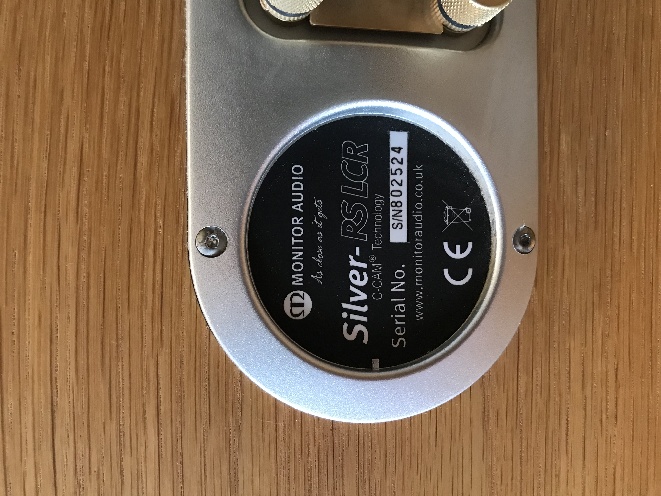 MONITOR AUDIO
As close as it gets
Silver-RS LCR
C-CAM® Technology
Serial No. S/N802524
www.monitoraudio.co.uk
CE